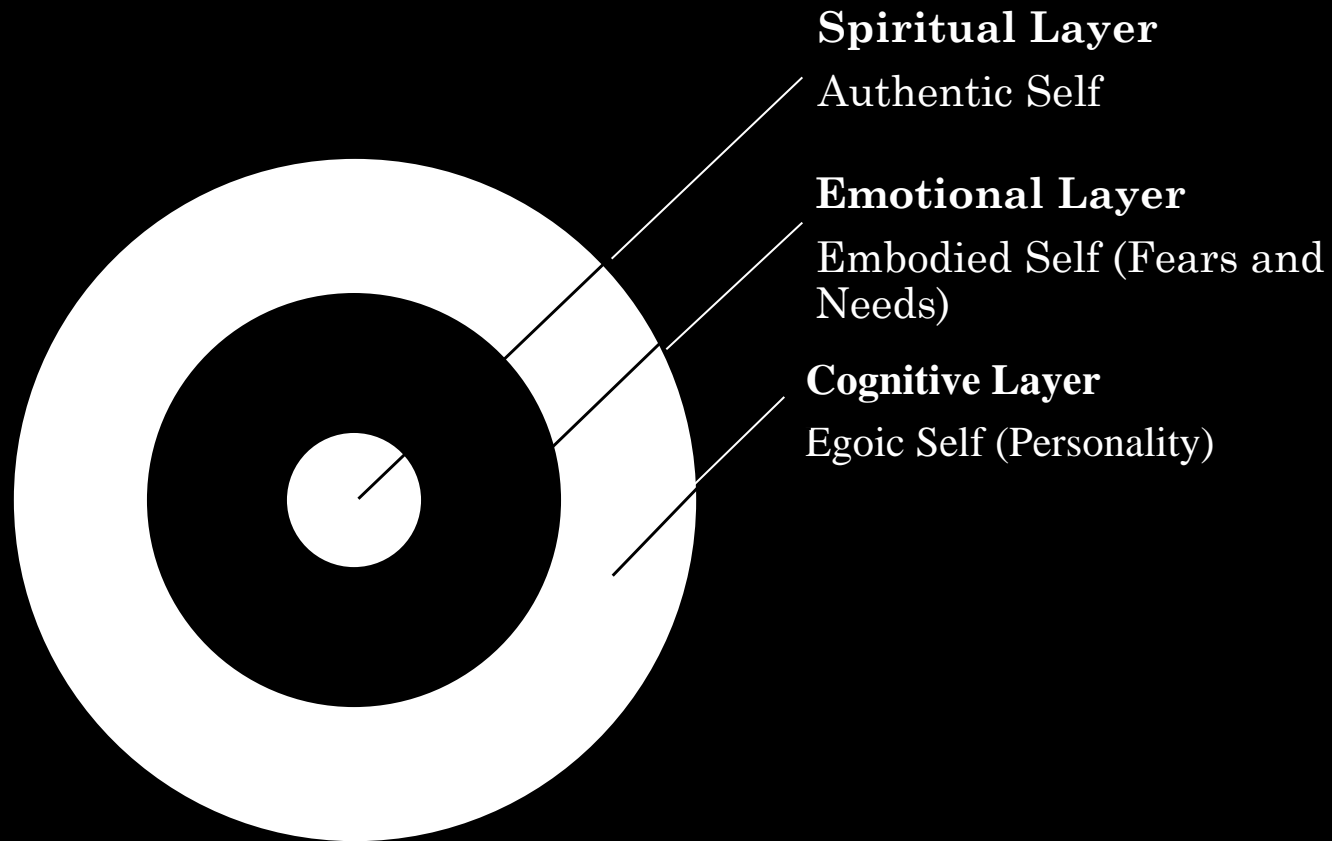 Spiritual Layer
Authentic Self
Emotional Layer
Embodied Self (Fears and
Needs)
Cognitive Layer
Egoic Self (Personality)